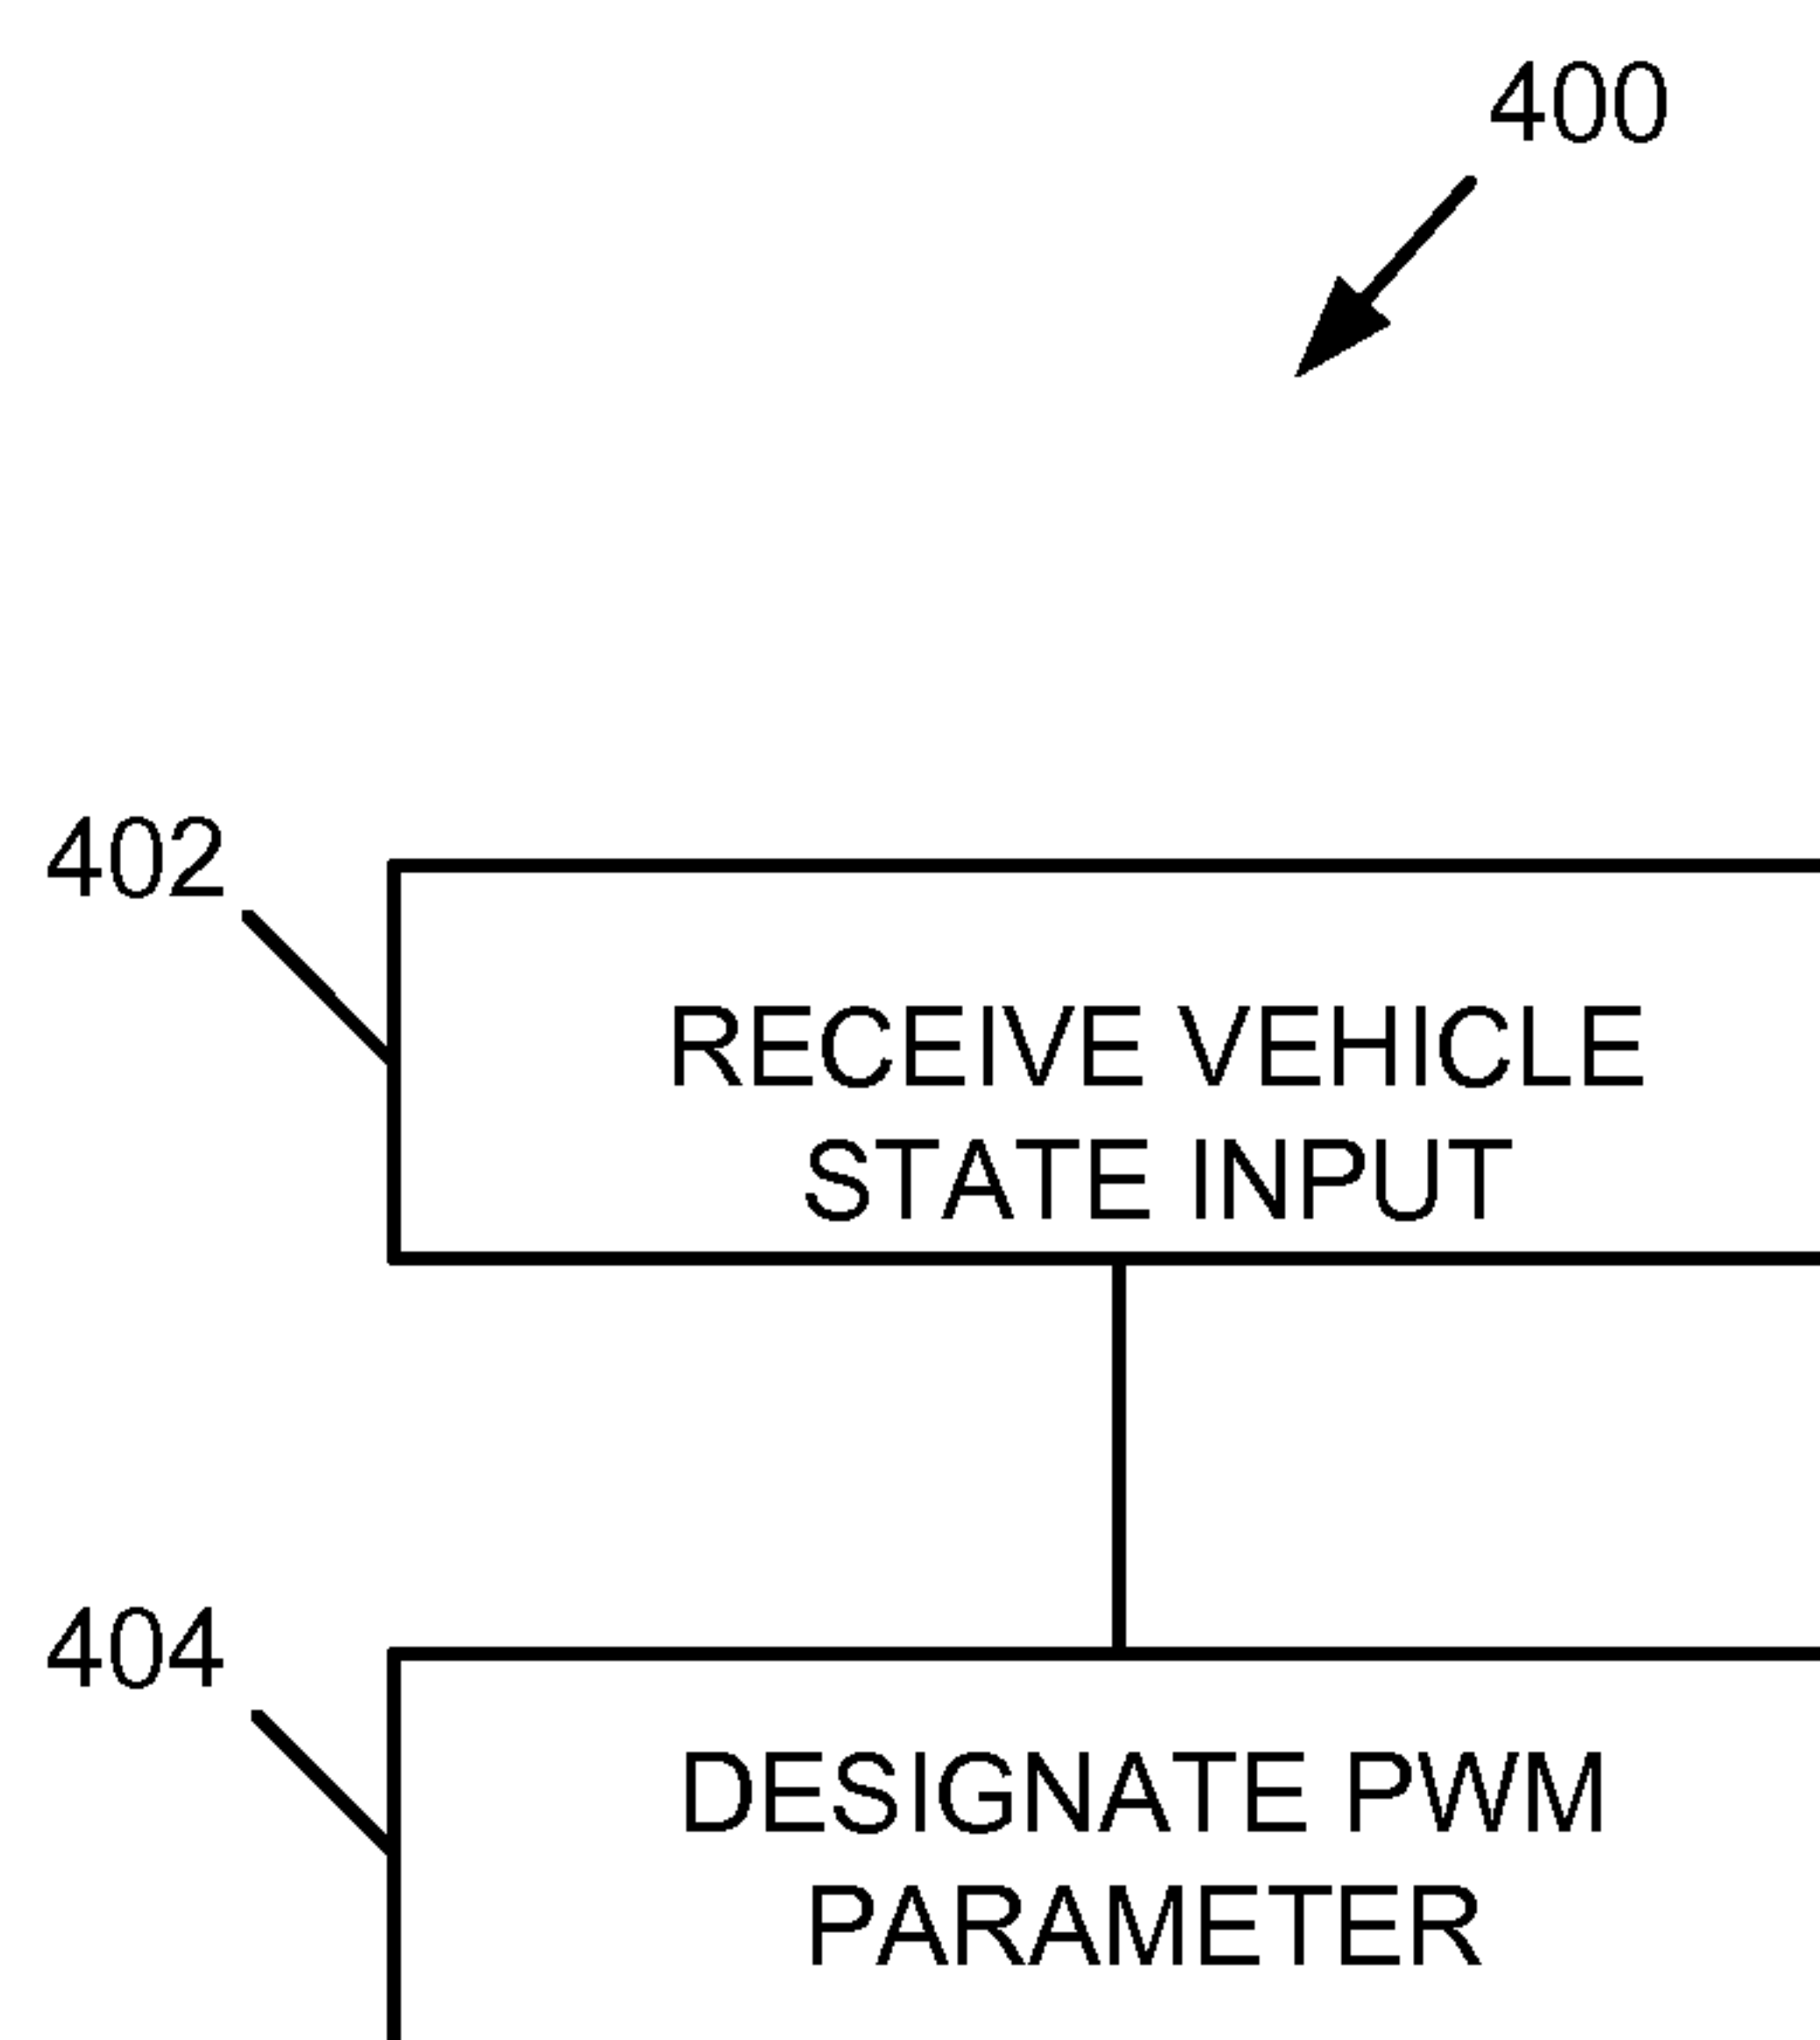 400
402
RECEIVE VEHICLE
STATE INPUT
404
DESIGNATE PWM
PARAMETER